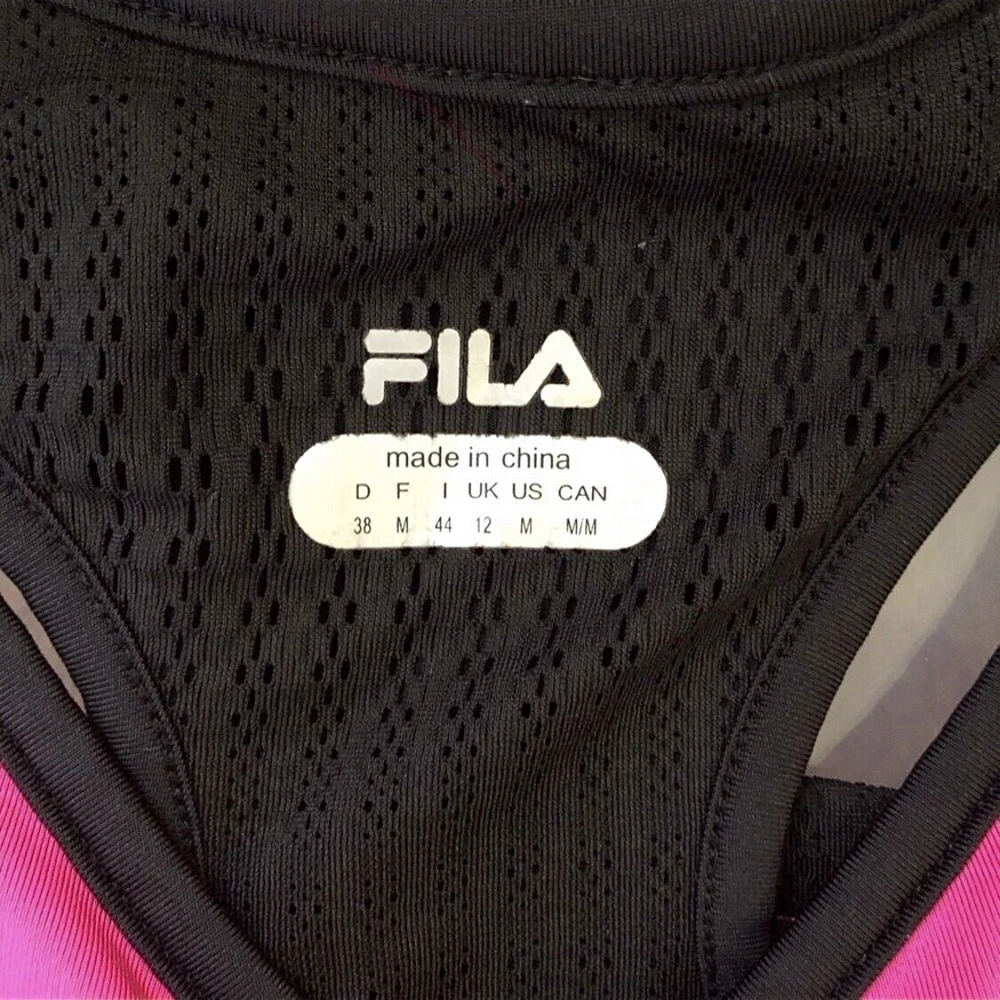 FILA
made in china
D F I UK US CAN
38 M 44 12 M M/M